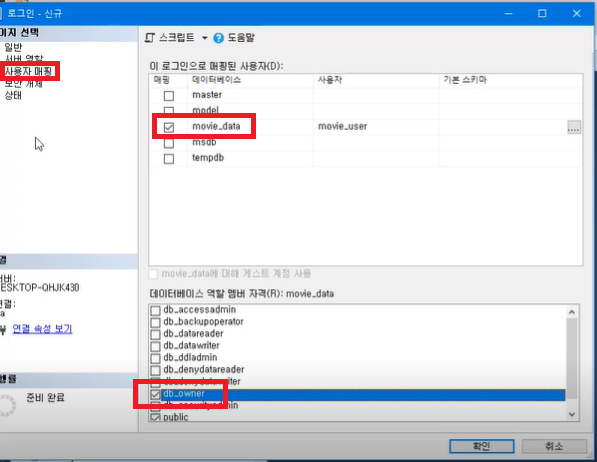 로그인 - 신규
이지 선택
일반
서버 역할
사용자 매핑
보안 개체
상태
스크립트 도움말
이 로그인으로 매핑된 사용자(D):
매핑 데이터베이스 사용자 기본 스키마
master
model
movie_data movie_user
msdb
tempdb
movie_data에 대해 게스트 계정 사용
데이터베이스 역할 멤버 자격(R): movie_data
db_accessadmin
db_backupoperator
db_datareader
db_datawriter
db_ddladmin
db_denydatareader
db_denydatawriter
db_owner
db_securityadmin
public
결
서버:
DESKTOP-QHJK430
연결:
a
연결 속성 보기
행률
준비 완료
확인 취소